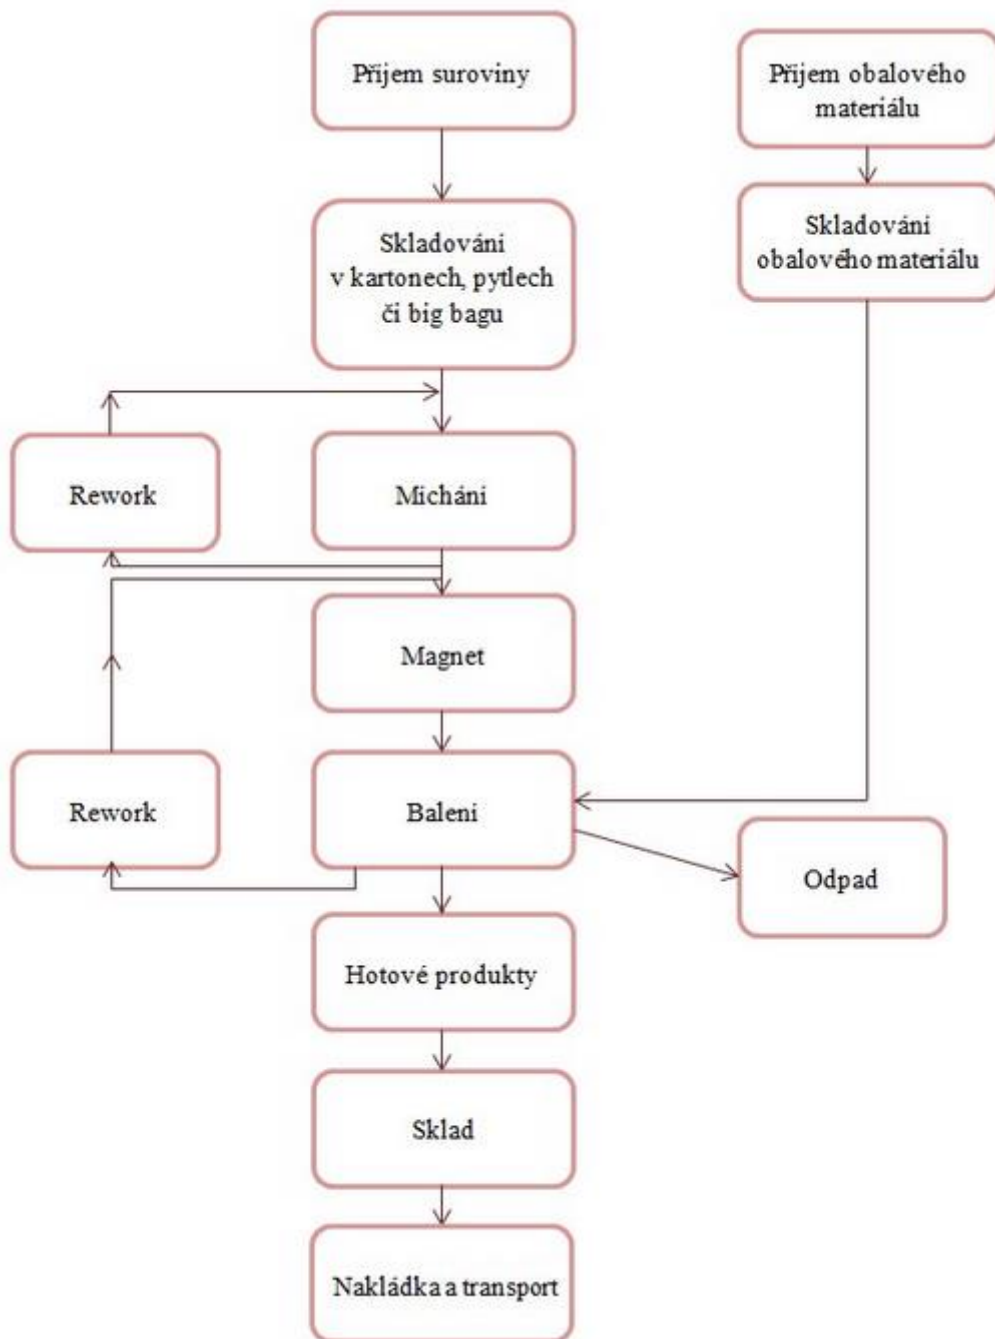 Příjem suroviny
Příjem obalového
materiálu
Skladování
v kartonech, pytlech
či big bagu
Skladování
obalového materiálu
Rework
Míchání
Magnet
Rework
Balení
Odpad
Hotové produkty
Sklad
Nakládka a transport